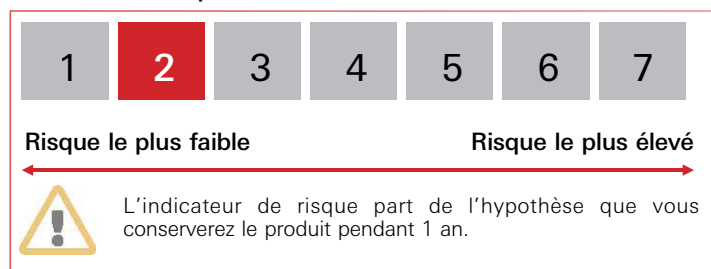 1 2 3 4 5 6 7
Risque le plus faible Risque le plus élevé
L'indicateur de risque part de l'hypothèse que vous
conserverez le produit pendant 1 an.